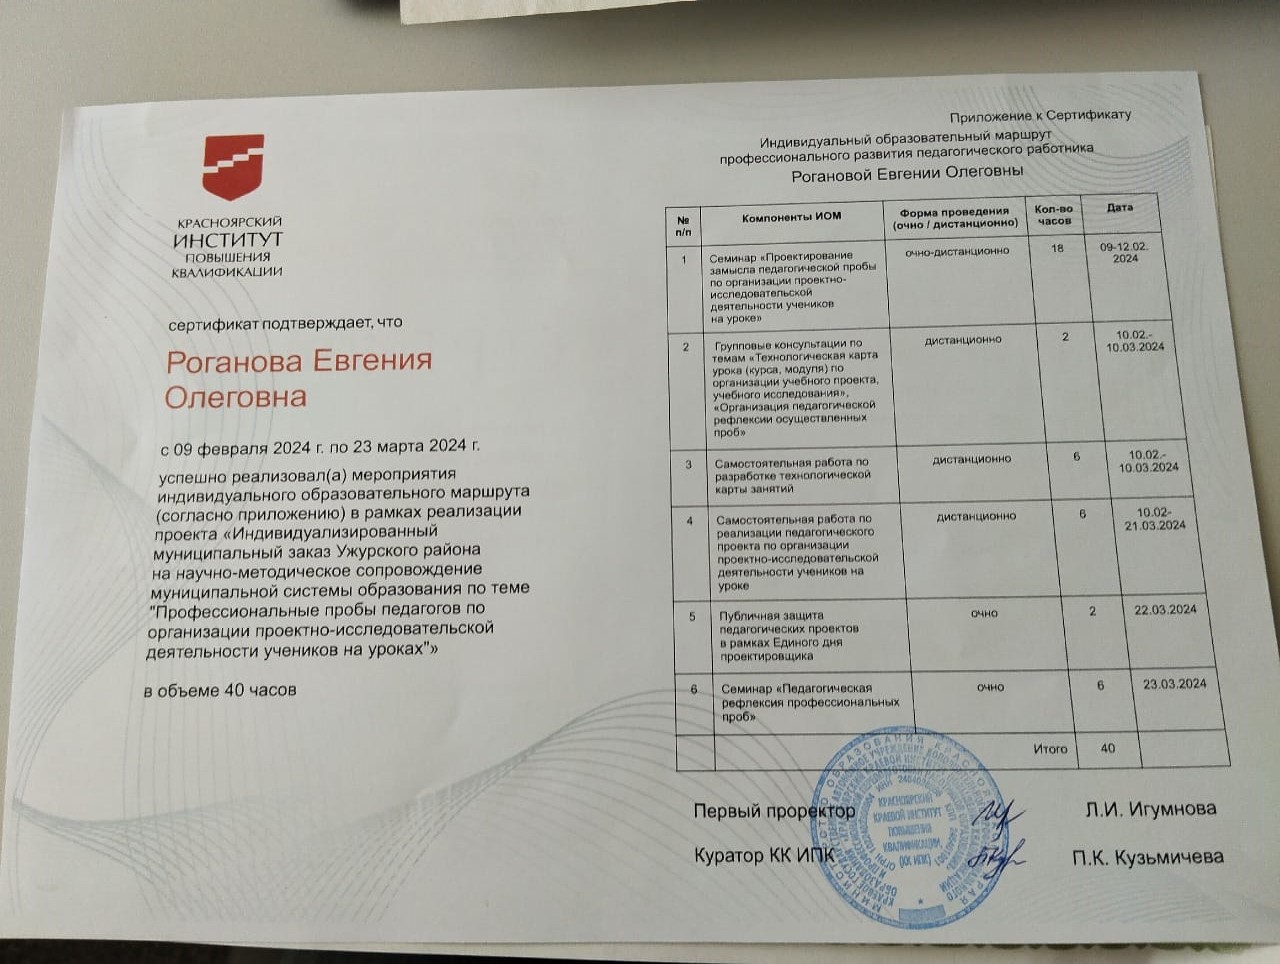 КРАСНОЯРСКИЙ
ИНСТИТУТ
ПОВЫШЕНИЯ
КВАЛИФИКАЦИИ
сертификат подтверждает, что
Роганова Евгения
Олеговна
с 09 февраля 2024 г. по 23 марта 2024 г.
успешно реализовал(а) мероприятия
индивидуального образовательного маршрута
(согласно приложению) в рамках реализации
проекта «Индивидуализированный
муниципальный заказ Ужурского района
на научно-методическое сопровождение
муниципальной системы образования по теме
"Профессиональные пробы педагогов по
организации проектно-исследовательской
деятельности учеников на уроках"»
в объеме 40 часов
Приложение к Сертификату
Индивидуальный образовательный маршрут
профессионального развития педагогического работника
Рогановой Евгении Олеговны
№ п/п Компоненты ИОМ Форма проведения (очно / дистанционно) Кол-во часов Дата
1 Семинар «Проектирование очно-дистанционно 18 09-12.02.
замысла педагогической пробы 2024
по организации проектно-
исследовательской
деятельности учеников
на уроке»
2 Групповые консультации по дистанционно 2 10.02.-
темам «Технологическая карта 10.03.2024
урока (курса, модуля) по
организации учебного проекта,
учебного исследования»,
«Организация педагогической
рефлексии осуществленных
проб»
3 Самостоятельная работа по дистанционно 6 10.02.-
разработке технологической 10.03.2024
карты занятий
4 Самостоятельная работа по дистанционно 6 10.02-
реализации педагогического 21.03.2024
проекта по организации
проектно-исследовательской
деятельности учеников на
уроке
5 Публичная защита очно 2 22.03.2024
педагогических проектов
в рамках Единого дня
проектировщика
6 Семинар «Педагогическая очно 6 23.03.2024
рефлексия профессиональных
проб»
Итого 40
Первый проректор Л.И. Игумнова
Куратор КК ИПК П.К. Кузьмичева
КРАСНОЯРСКИЙ
КРАЕВОЙ ИНСТИТУТ
ПОВЫШЕНИЯ
КВАЛИФИКАЦИИ